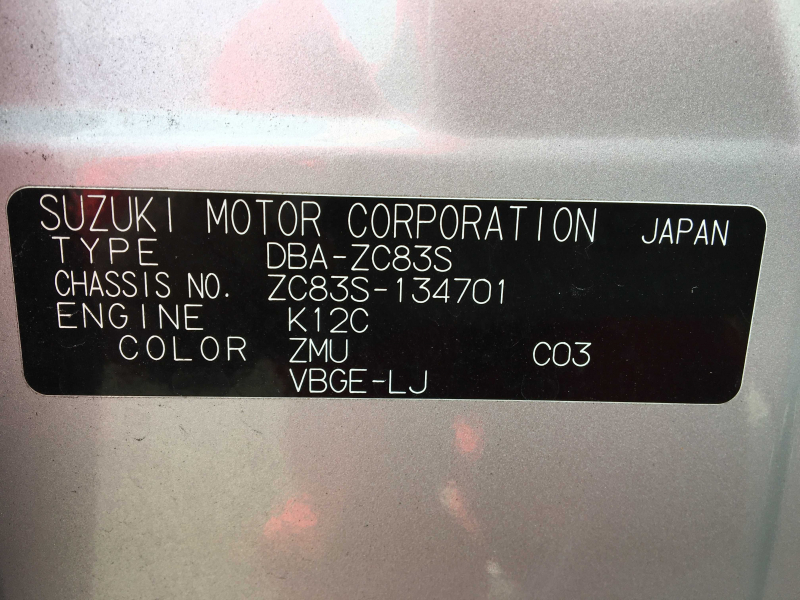 SUZUKI MOTOR CORPORATION JAPAN
TYPE DBA-ZC83S
CHASSIS NO. ZC83S-134701
ENGINE K12C
COLOR ZMU C03
VBGE-LJ